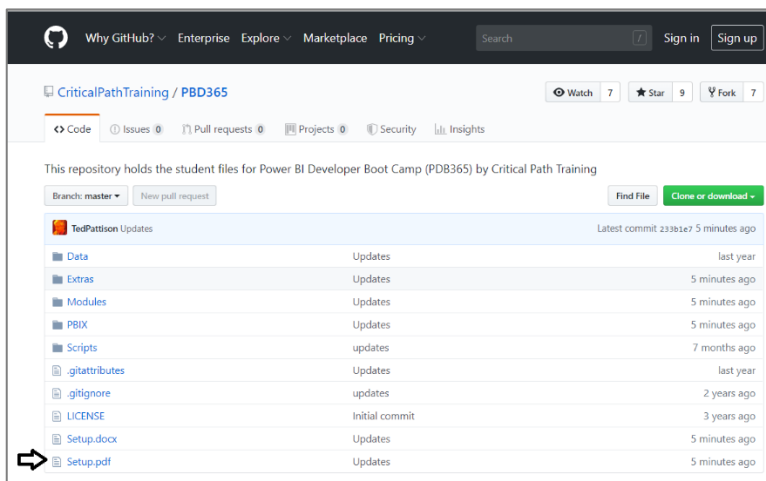 Why GitHub? Enterprise Explore Marketplace Pricing Search / Sign in Sign up
CriticalPathTraining / PBD365 Watch 7 Star 9 Fork 7
Code Issues 0 Pull requests 0 Projects 0 Security Insights
This repository holds the student files for Power BI Developer Boot Camp (PDB365) by Critical Path Training
Branch: master New pull request Find File Clone or download
TedPattison Updates Latest commit 233b1e7 5 minutes ago
Data Updates last year
Extras Updates 5 minutes ago
Modules Updates 5 minutes ago
PBIX Updates 5 minutes ago
Scripts updates 7 months ago
.gitattributes Updates last year
.gitignore updates 2 years ago
LICENSE Initial commit 3 years ago
Setup.docx Updates 5 minutes ago
Setup.pdf Updates 5 minutes ago